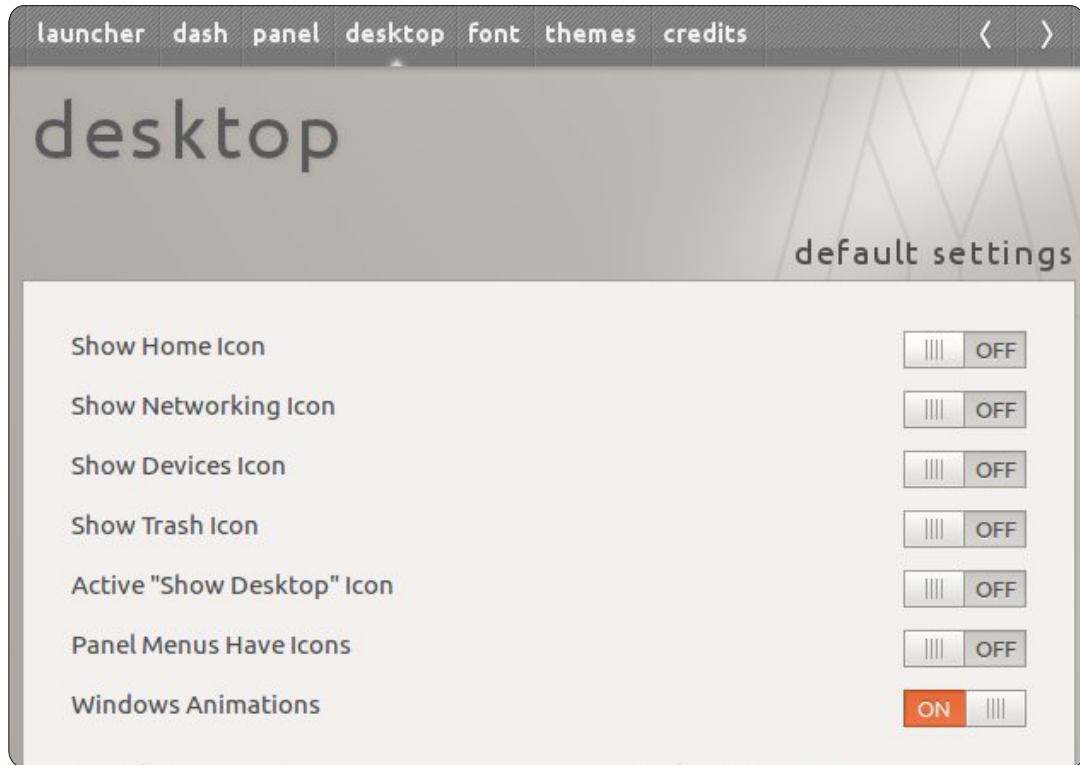 launcher dash panel desktop font themes credits
desktop
default settings
Show Home Icon OFF
Show Networking Icon OFF
Show Devices Icon OFF
Show Trash Icon OFF
Active "Show Desktop" Icon OFF
Panel Menus Have Icons OFF
Windows Animations ON